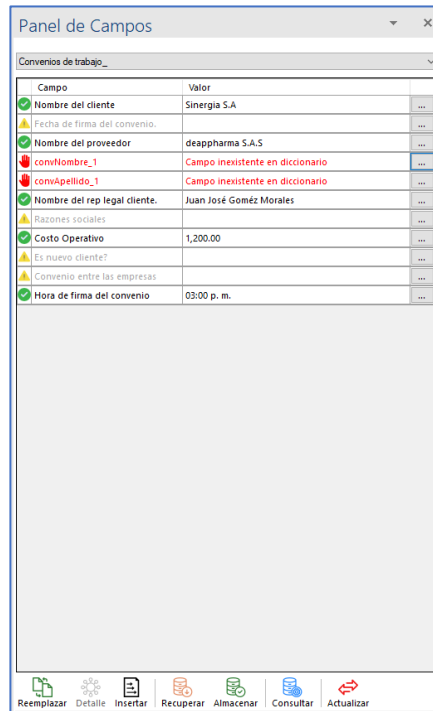 Panel de Campos
Convenios de trabajo_
Campo Valor
Nombre del cliente Sinergia S.A ...
Fecha de firma del convenio. ...
Nombre del proveedor deappharma S.A.S ...
convNombre_1 Campo inexistente en diccionario ...
convApellido_1 Campo inexistente en diccionario ...
Nombre del rep legal cliente. Juan José Goméz Morales ...
Razones sociales ...
Costo Operativo 1,200.00 ...
Es nuevo cliente? ...
Convenio entre las empresas ...
Hora de firma del convenio 03:00 p. m. ...
Reemplazar Detalle Insertar Recuperar Almacenar Consultar Actualizar